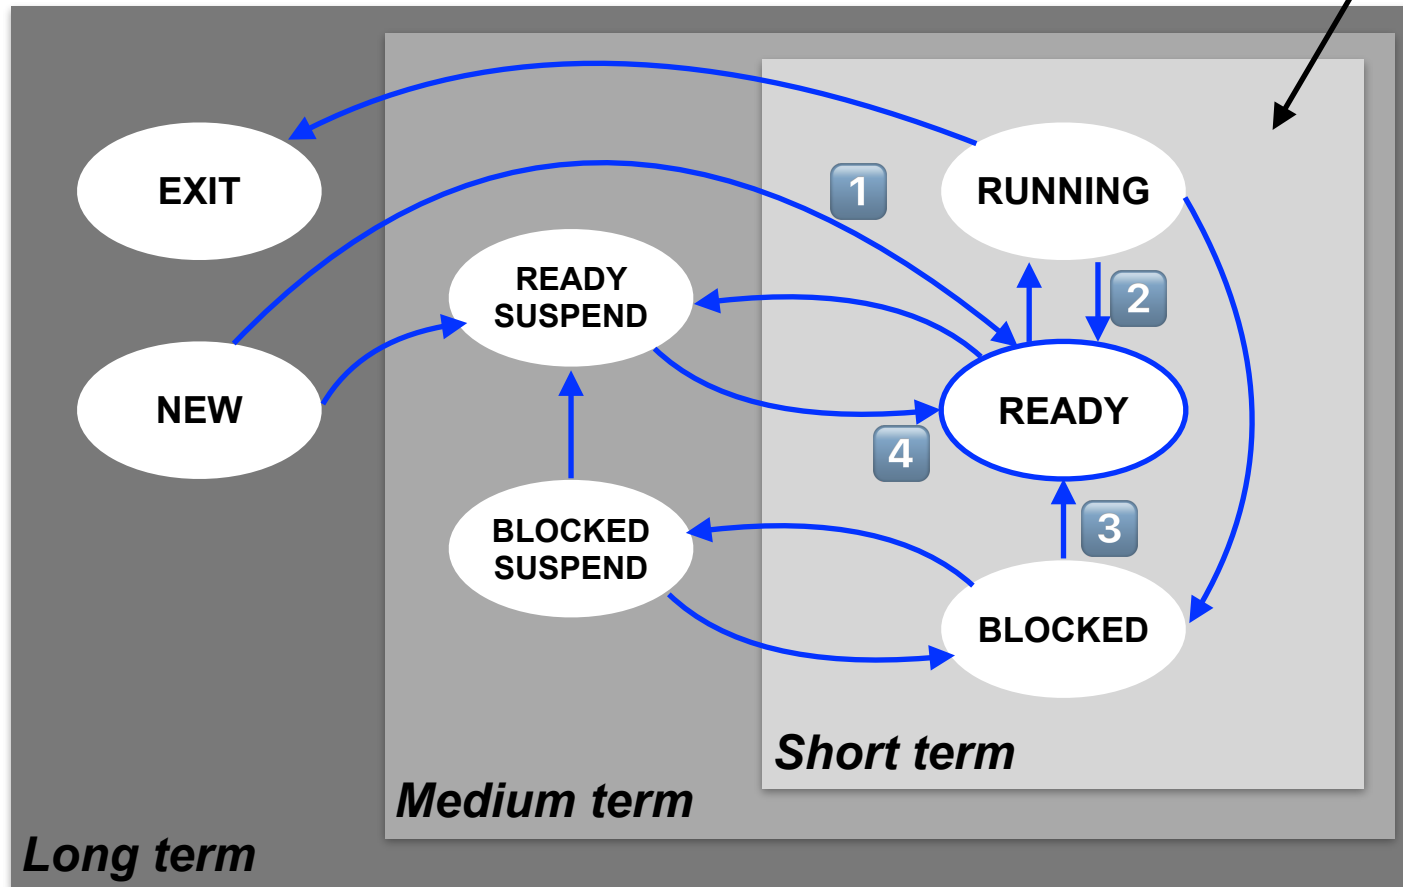 EXIT
RUNNING
1
READY
SUSPEND
2
NEW
READY
4
BLOCKED
SUSPEND
3
BLOCKED
Short term
Medium term
Long term